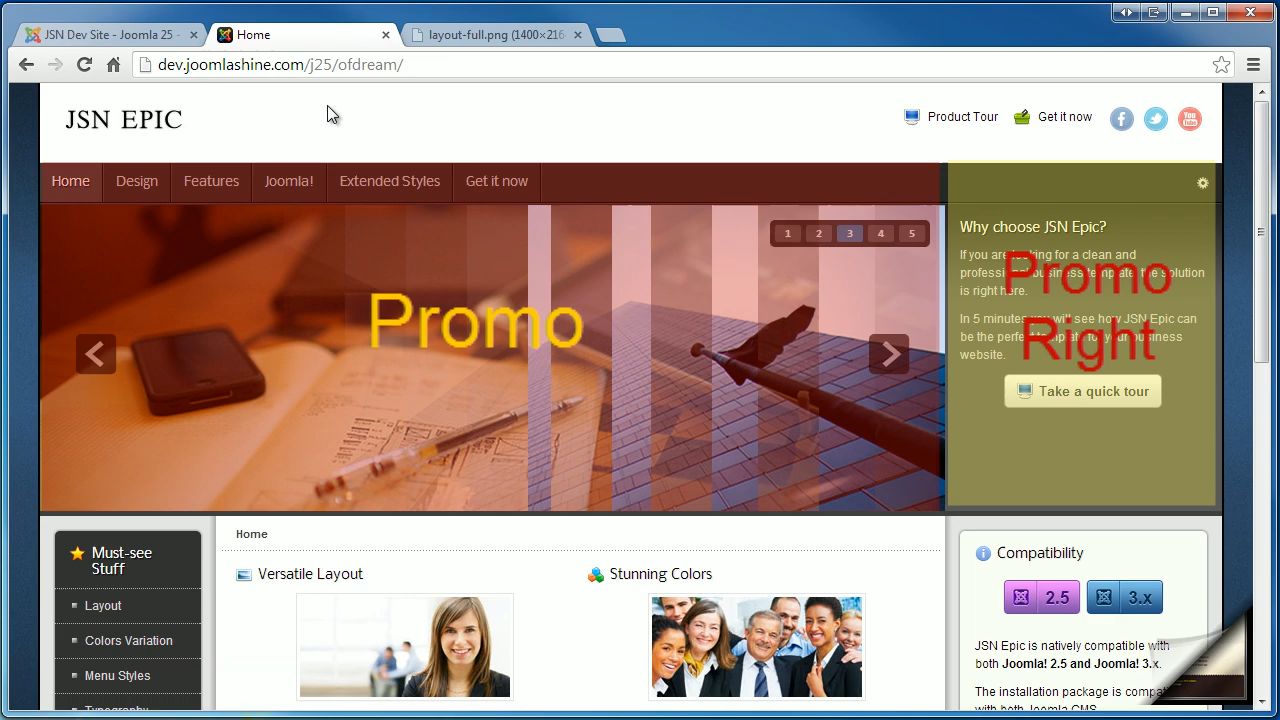 JSN Dev Site - Joomla 25 -
Home
layout-full.png (1400×216
dev.joomlashine.com/j25/ofdream/
JSN EPIC
Product Tour
Get it now
You
Tube
Home
Design
Features
Joomla!
Extended Styles
Get it now
1 2 3 4 5
Promo
Why choose JSN Epic?
If you are looking for a clean and
professional business template, the solution
is right here.
In 5 minutes you will see how JSN Epic can
be the perfect template for your business
website.
Promo
Right
Take a quick tour
Must-see
Stuff
Layout
Colors Variation
Menu Styles
Typography
Home
Versatile Layout
Stunning Colors
Compatibility
2.5
3.x
JSN Epic is natively compatible with
both Joomla! 2.5 and Joomla! 3.x.
The installation package is
with both Joomla CMS